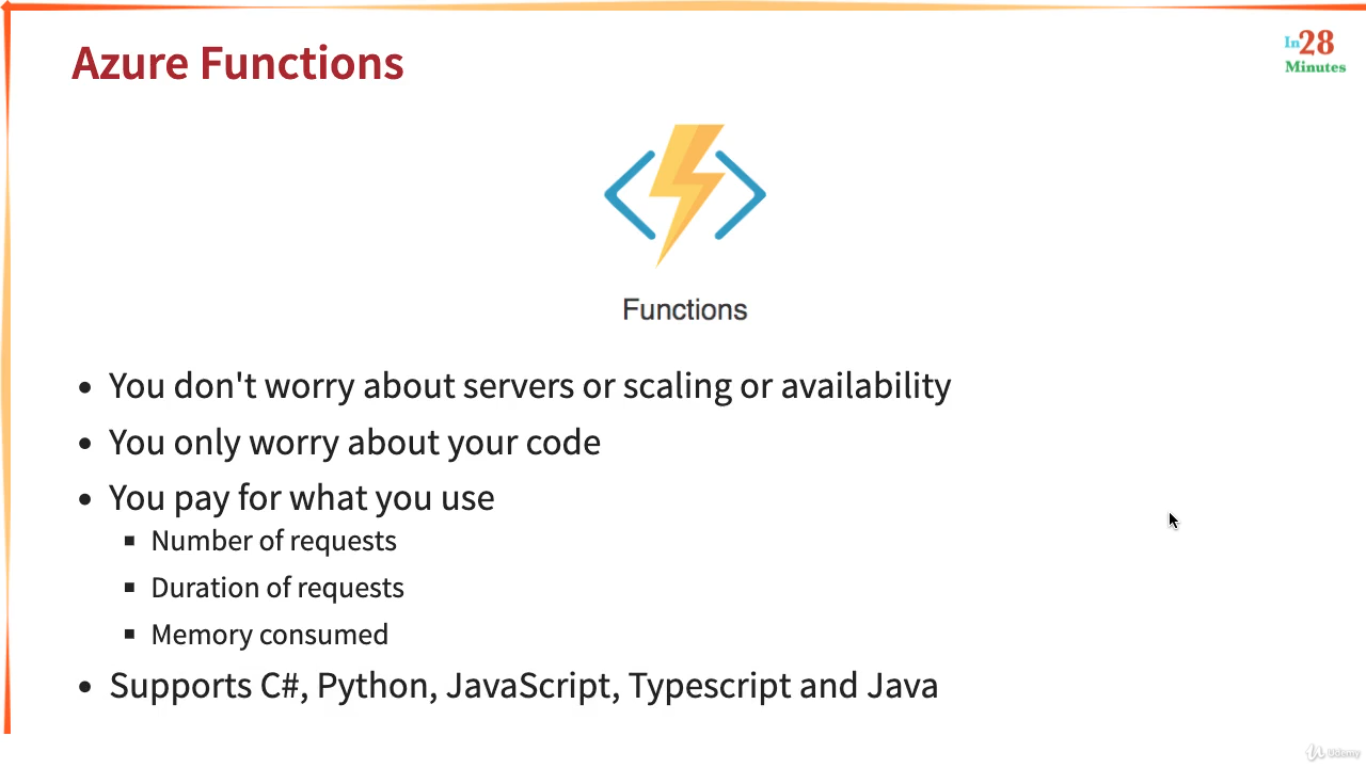 Azure Functions
In28
Minutes
Functions
• You don't worry about servers or scaling or availability
• You only worry about your code
• You pay for what you use
▪ Number of requests
▪ Duration of requests
▪ Memory consumed
• Supports C#, Python, JavaScript, Typescript and Java
Udemy